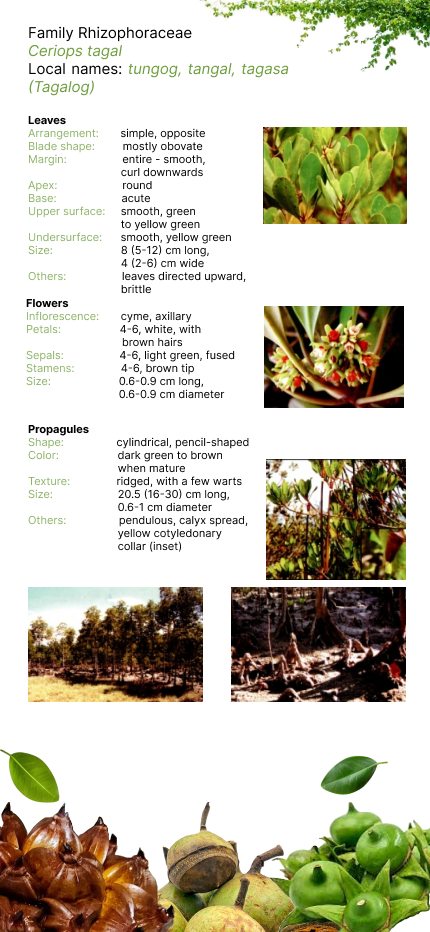 Family Rhizophoraceae
Ceriops tagal
Local names: tungog, tangal, tagasa
(Tagalog)
Leaves
Arrangement: simple, opposite
Blade shape: mostly obovate
Margin: entire - smooth,
curl downwards
Apex: round
Base: acute
Upper surface: smooth, green
to yellow green
Undersurface: smooth, yellow green
Size: 8 (5-12) cm long,
4 (2-6) cm wide
Others: leaves directed upward,
brittle
Flowers
Inflorescence: cyme, axillary
Petals: 4-6, white, with
brown hairs
Sepals: 4-6, light green, fused
Stamens: 4-6, brown tip
Size: 0.6-0.9 cm long,
0.6-0.9 cm diameter
Propagules
Shape: cylindrical, pencil-shaped
Color: dark green to brown
when mature
Texture: ridged, with a few warts
Size: 20.5 (16-30) cm long,
0.6-1 cm diameter
Others: pendulous, calyx spread,
yellow cotyledonary
collar (inset)